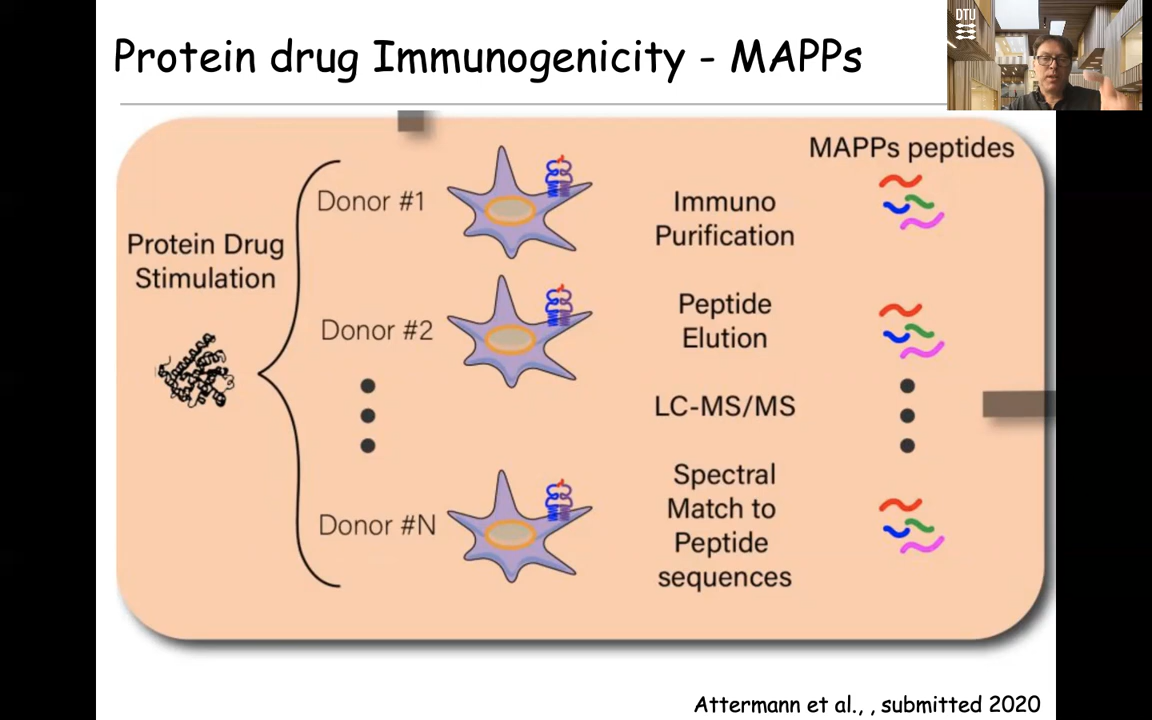 Protein drug Immunogenicity - MAPPs
DTU
MAPPs peptides
Protein Drug
Stimulation
Donor #1
Donor #2
Donor #N
Immuno
Purification
Peptide
Elution
LC-MS/MS
Spectral
Match to
Peptide
sequences
Attermann et al., , submitted 2020